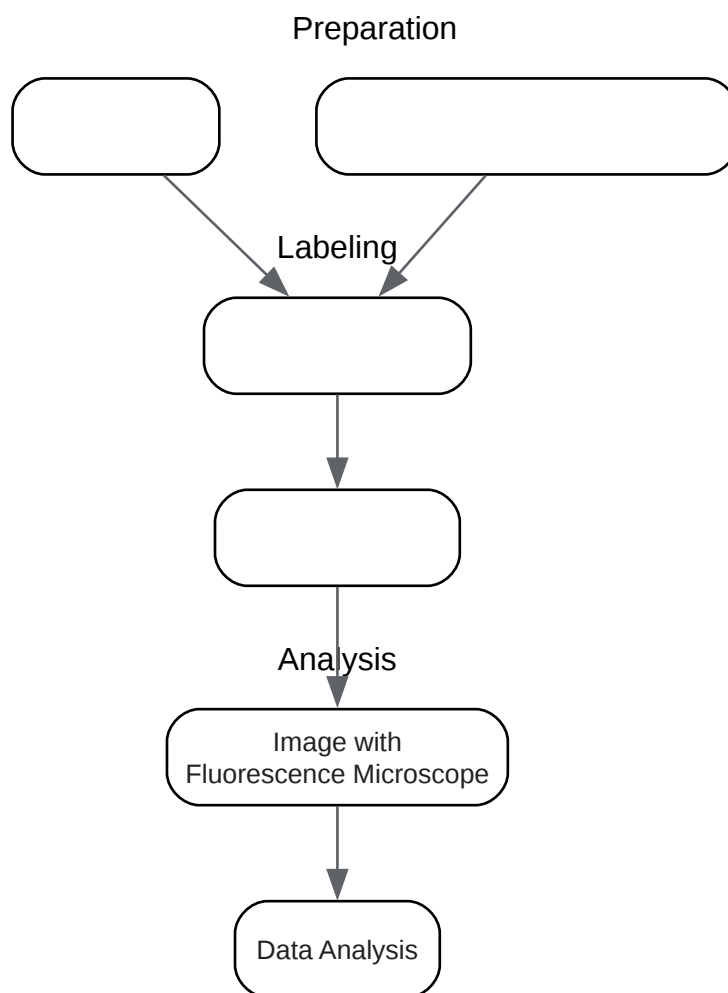 Preparation
Labeling
Analysis
Image with
Fluorescence Microscope
Data Analysis